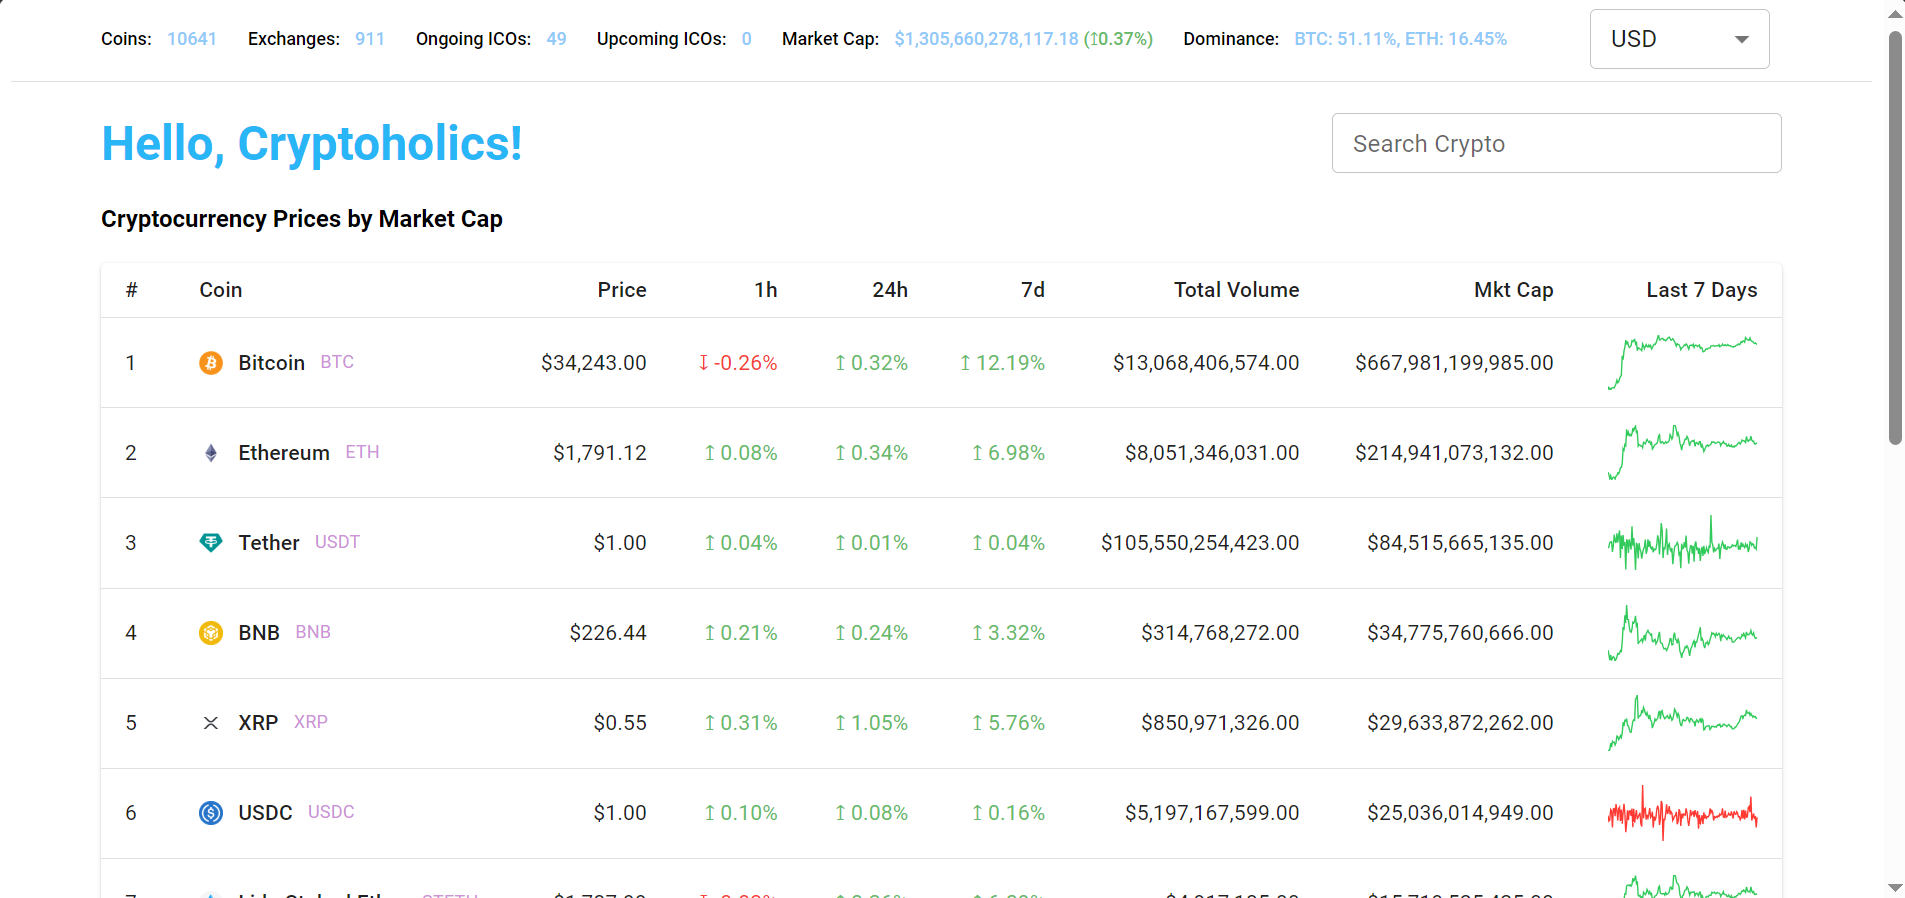 Coins: 10641 Exchanges: 911 Ongoing ICOs: 49 Upcoming ICOs: 0 Market Cap: $1,305,660,278,117.18 (↥0.37%) Dominance: BTC: 51.11%, ETH: 16.45% USD
Hello, Cryptoholics! Search Crypto
Cryptocurrency Prices by Market Cap
# Coin Price 1h 24h 7d Total Volume Mkt Cap Last 7 Days
1 Bitcoin BTC $34,243.00 ↧ -0.26% ↥ 0.32% ↥ 12.19% $13,068,406,574.00 $667,981,199,985.00
2 Ethereum ETH $1,791.12 ↥ 0.08% ↥ 0.34% ↥ 6.98% $8,051,346,031.00 $214,941,073,132.00
3 Tether USDT $1.00 ↥ 0.04% ↥ 0.01% ↥ 0.04% $105,550,254,423.00 $84,515,665,135.00
4 BNB BNB $226.44 ↥ 0.21% ↥ 0.24% ↥ 3.32% $314,768,272.00 $34,775,760,666.00
5 XRP XRP $0.55 ↥ 0.31% ↥ 1.05% ↥ 5.76% $850,971,326.00 $29,633,872,262.00
6 USDC USDC $1.00 ↥ 0.10% ↥ 0.08% ↥ 0.16% $5,197,167,599.00 $25,036,014,949.00